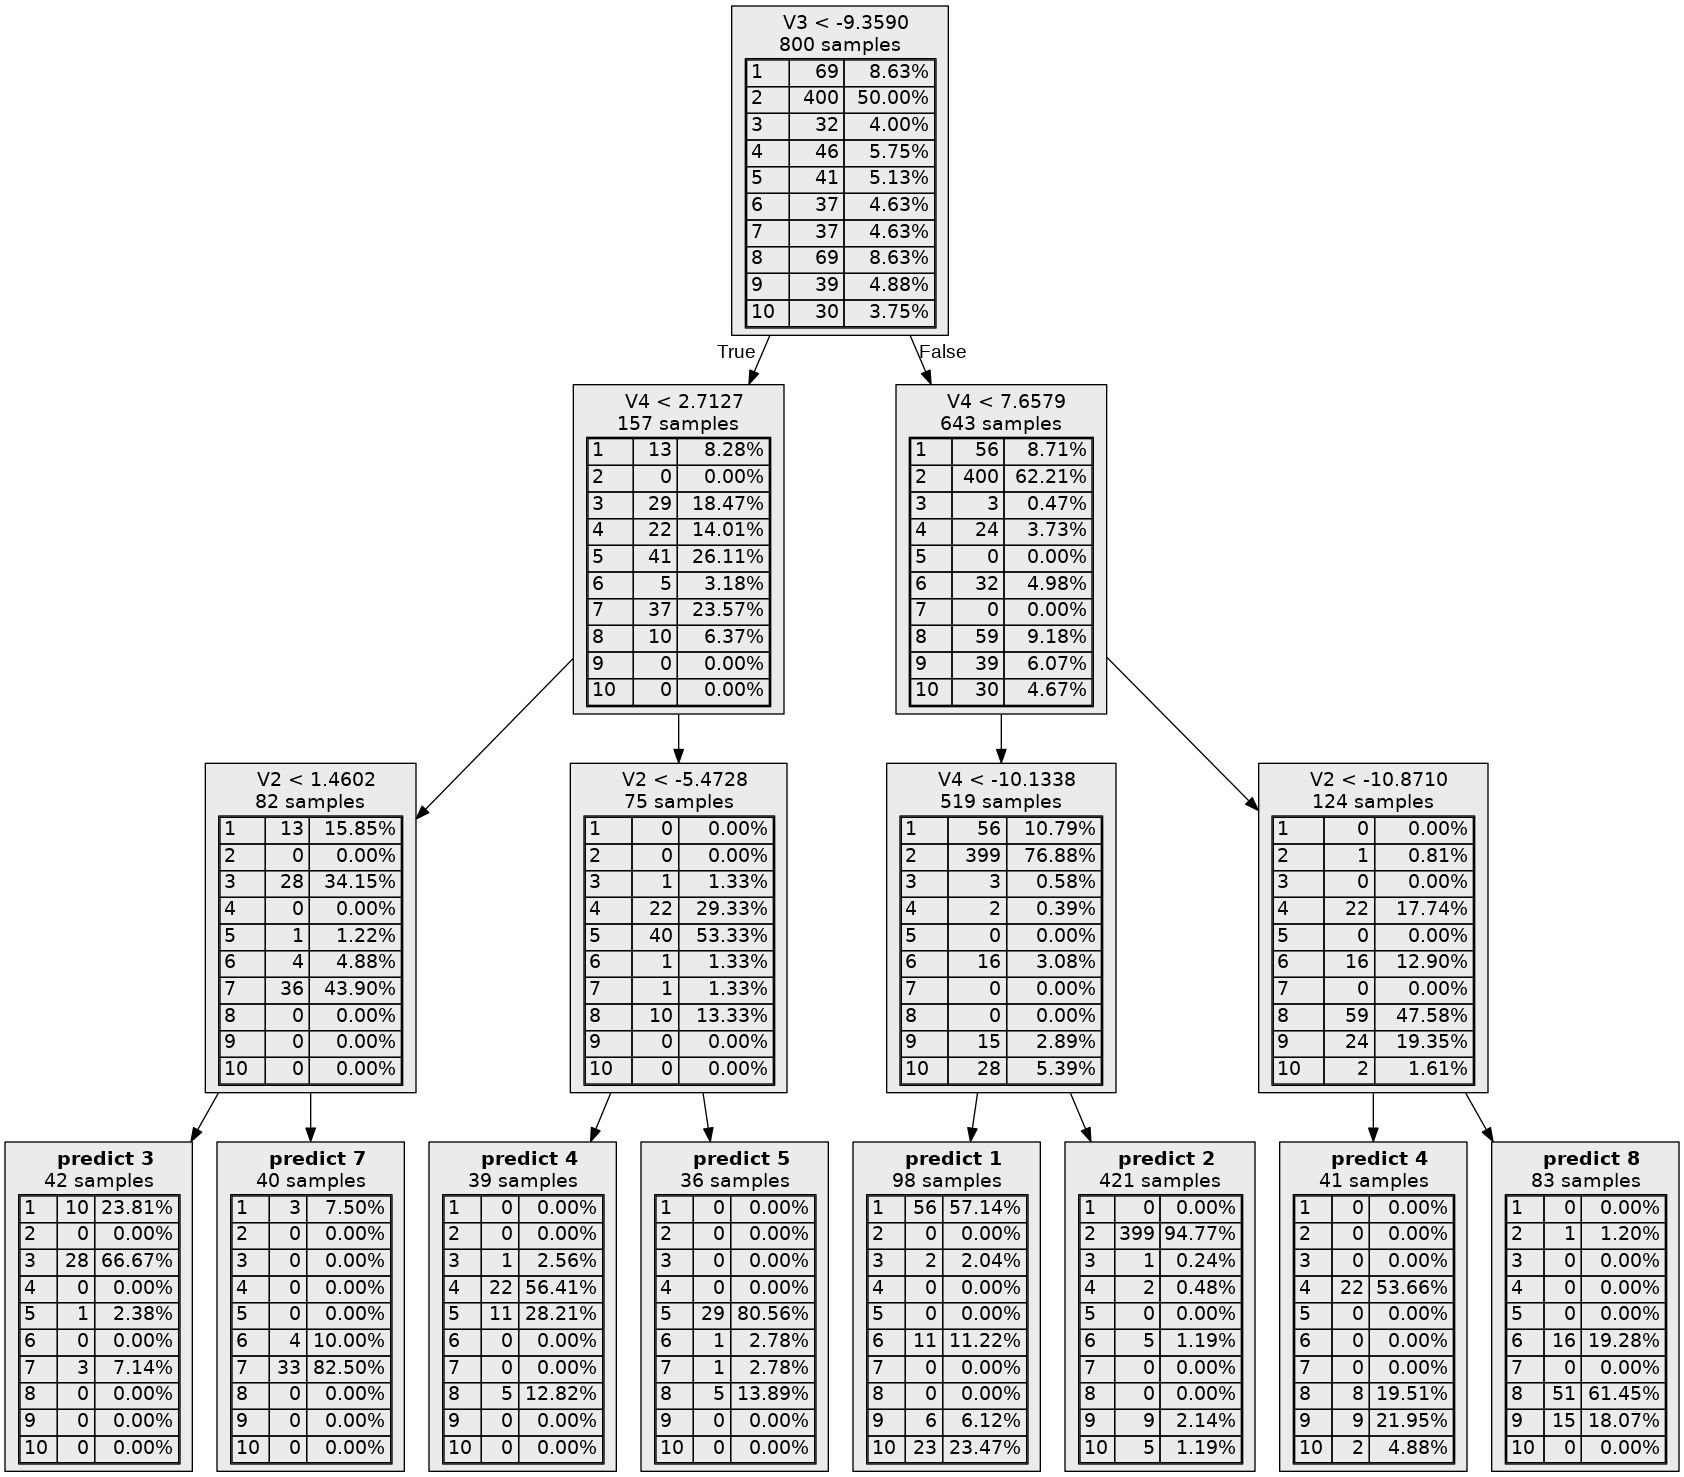 V3 < -9.3590
800 samples
1 69 8.63%
2 400 50.00%
3 32 4.00%
4 46 5.75%
5 41 5.13%
6 37 4.63%
7 37 4.63%
8 69 8.63%
9 39 4.88%
10 30 3.75%
True
False
V4 < 2.7127
157 samples
1 13 8.28%
2 0 0.00%
3 29 18.47%
4 22 14.01%
5 41 26.11%
6 5 3.18%
7 37 23.57%
8 10 6.37%
9 0 0.00%
10 0 0.00%
V4 < 7.6579
643 samples
1 56 8.71%
2 400 62.21%
3 3 0.47%
4 24 3.73%
5 0 0.00%
6 32 4.98%
7 0 0.00%
8 59 9.18%
9 39 6.07%
10 30 4.67%
V2 < 1.4602
82 samples
1 13 15.85%
2 0 0.00%
3 28 34.15%
4 0 0.00%
5 1 1.22%
6 4 4.88%
7 36 43.90%
8 0 0.00%
9 0 0.00%
10 0 0.00%
V2 < -5.4728
75 samples
1 0 0.00%
2 0 0.00%
3 1 1.33%
4 22 29.33%
5 40 53.33%
6 1 1.33%
7 1 1.33%
8 10 13.33%
9 0 0.00%
10 0 0.00%
V4 < -10.1338
519 samples
1 56 10.79%
2 399 76.88%
3 3 0.58%
4 2 0.39%
5 0 0.00%
6 16 3.08%
7 0 0.00%
8 0 0.00%
9 15 2.89%
10 28 5.39%
V2 < -10.8710
124 samples
1 0 0.00%
2 1 0.81%
3 0 0.00%
4 22 17.74%
5 0 0.00%
6 16 12.90%
7 0 0.00%
8 59 47.58%
9 24 19.35%
10 2 1.61%
predict 3
42 samples
1 10 23.81%
2 0 0.00%
3 28 66.67%
4 0 0.00%
5 1 2.38%
6 0 0.00%
7 3 7.14%
8 0 0.00%
9 0 0.00%
10 0 0.00%
predict 7
40 samples
1 3 7.50%
2 0 0.00%
3 0 0.00%
4 0 0.00%
5 0 0.00%
6 4 10.00%
7 33 82.50%
8 0 0.00%
9 0 0.00%
10 0 0.00%
predict 4
39 samples
1 0 0.00%
2 0 0.00%
3 1 2.56%
4 22 56.41%
5 11 28.21%
6 0 0.00%
7 0 0.00%
8 5 12.82%
9 0 0.00%
10 0 0.00%
predict 5
36 samples
1 0 0.00%
2 0 0.00%
3 0 0.00%
4 0 0.00%
5 29 80.56%
6 1 2.78%
7 1 2.78%
8 5 13.89%
9 0 0.00%
10 0 0.00%
predict 1
98 samples
1 56 57.14%
2 0 0.00%
3 2 2.04%
4 0 0.00%
5 0 0.00%
6 11 11.22%
7 0 0.00%
8 0 0.00%
9 6 6.12%
10 23 23.47%
predict 2
421 samples
1 0 0.00%
2 399 94.77%
3 1 0.24%
4 2 0.48%
5 0 0.00%
6 5 1.19%
7 0 0.00%
8 0 0.00%
9 9 2.14%
10 5 1.19%
predict 4
41 samples
1 0 0.00%
2 0 0.00%
3 0 0.00%
4 22 53.66%
5 0 0.00%
6 0 0.00%
7 0 0.00%
8 8 19.51%
9 9 21.95%
10 2 4.88%
predict 8
83 samples
1 0 0.00%
2 1 1.20%
3 0 0.00%
4 0 0.00%
5 0 0.00%
6 16 19.28%
7 0 0.00%
8 51 61.45%
9 15 18.07%
10 0 0.00%